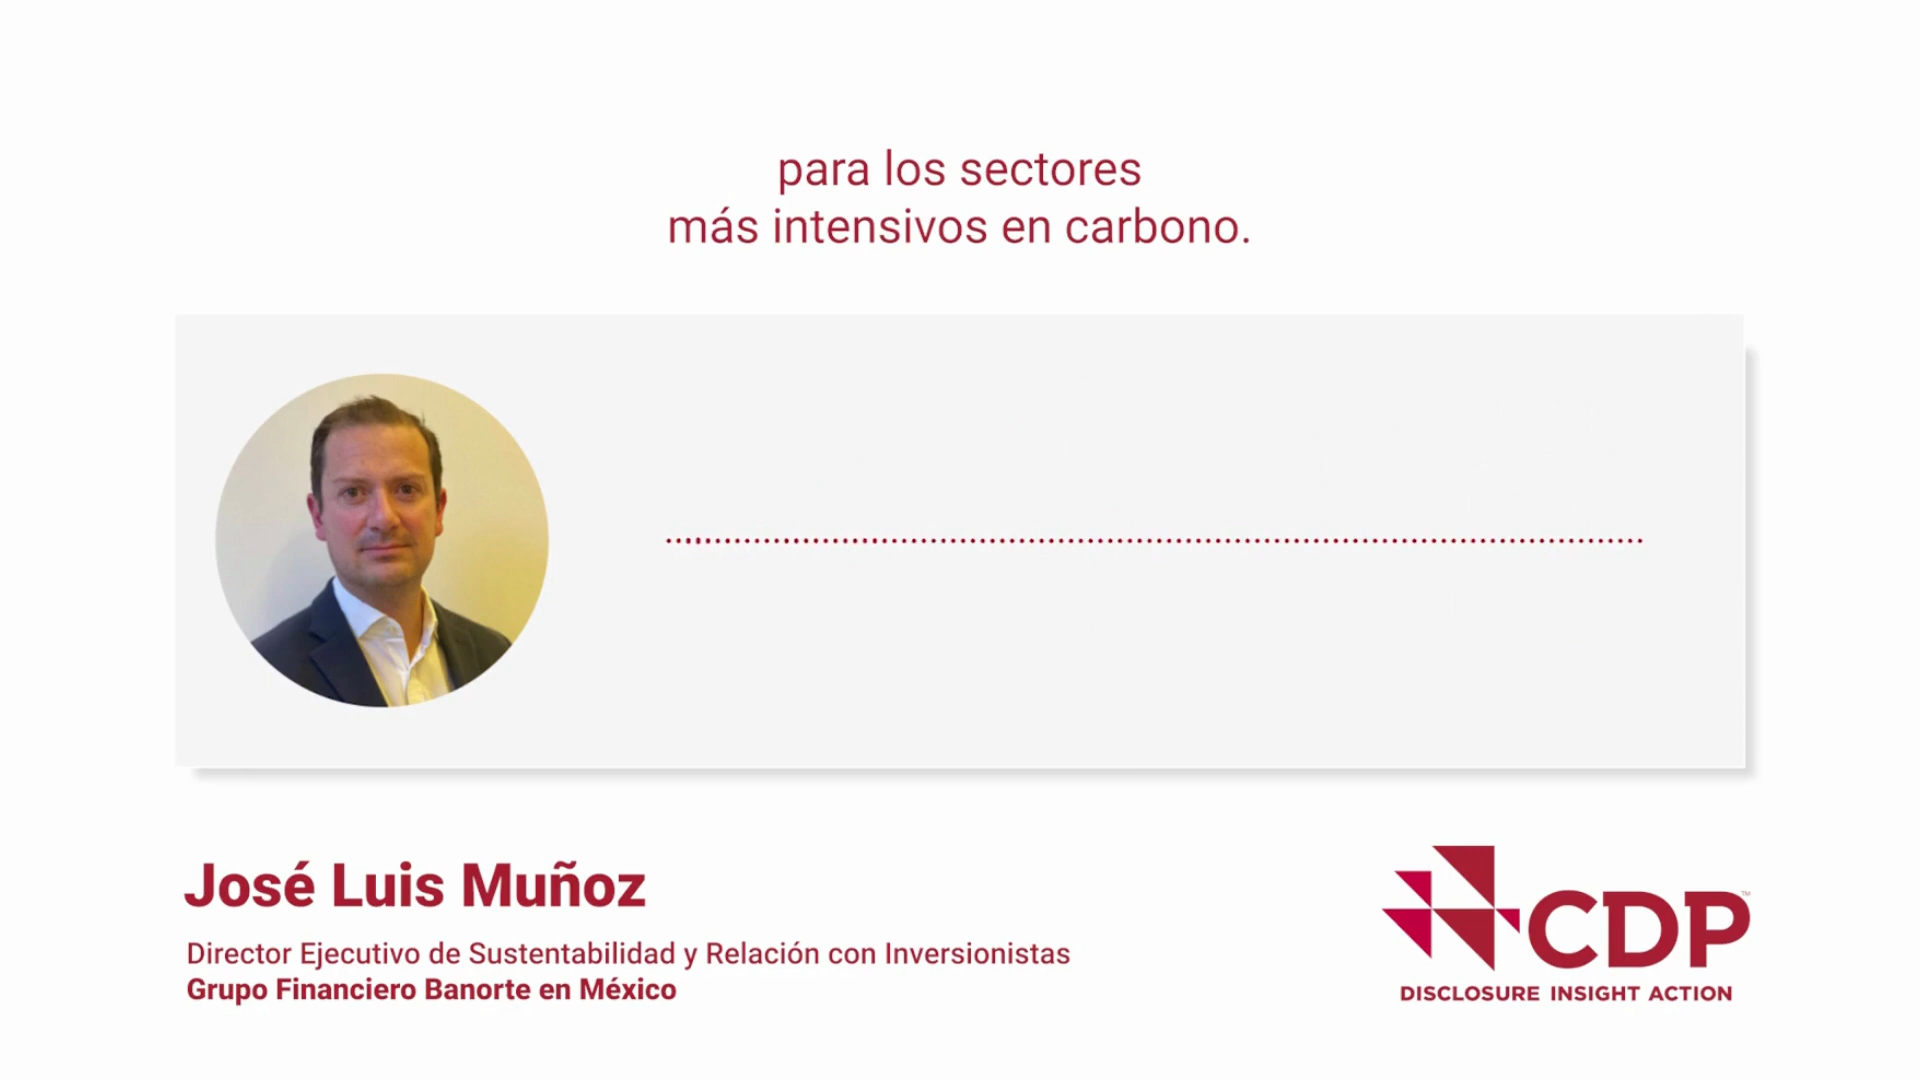 para los sectores
más intensivos en carbono.
José Luis Muñoz
Director Ejecutivo de Sustentabilidad y Relación con Inversionistas
Grupo Financiero Banorte en México
CDP™
DISCLOSURE INSIGHT ACTION